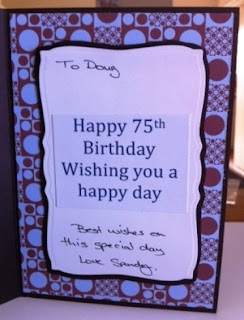 To Doug
Happy 75th
Birthday
Wishing you a
happy day
Best wishes on
this special day
Love Sandy.